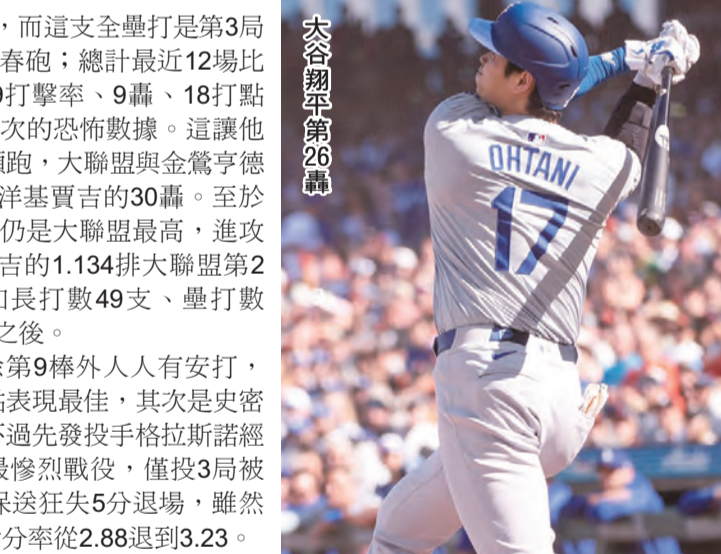 ，而這支全壘打是第3局
春砲；總計最近12場比
打擊率、9轟、18打點
次的恐怖數據。這讓他
領跑，大聯盟與金鶯亨德
洋基賈吉的30轟。至於
仍是大聯盟最高，進攻
吉的1.134排大聯盟第2
長打數49支、壘打數
之後。
第9棒外人人有安打，
表現最佳，其次是史密
不過先發投手格拉斯諾經
最慘烈戰役，僅投3局被
保送狂失5分退場，雖然
分率從2.88退到3.23。
大谷翔平第26轟
OHTANI
17